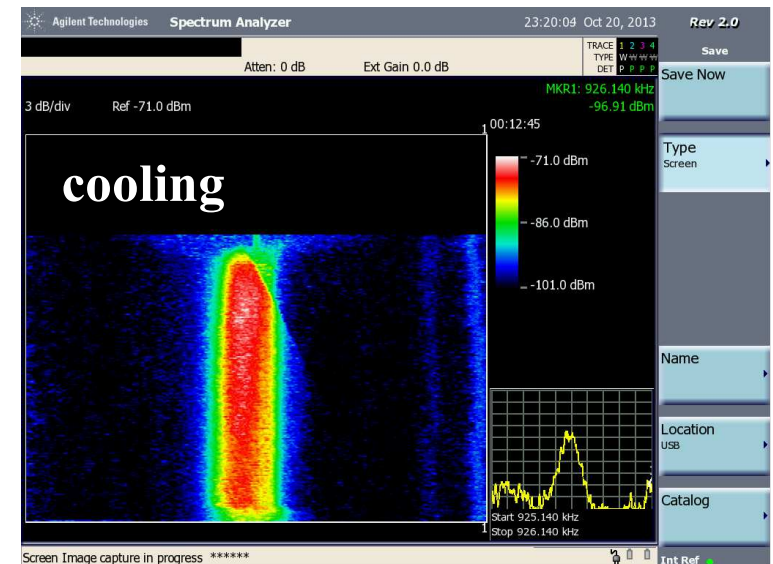 Agilent Technologies Spectrum Analyzer 23:20:04 Oct 20, 2013 Rev 2.0
Save
TRACE 1 2 3 4
TYPE W W W W
DET P P P P
Atten: 0 dB Ext Gain 0.0 dB
Save Now
MKR1: 926.140 kHz
-96.91 dBm
3 dB/div Ref -71.0 dBm
1 00:12:45
Type
Screen
-71.0 dBm
cooling
-86.0 dBm
-101.0 dBm
Name
Location
USB
Catalog
Start 925.140 kHz
1 Stop 926.140 kHz
Screen Image capture in progress ******
Int Ref